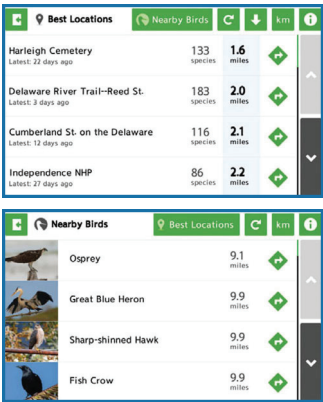 Best Locations Nearby Birds km
Harleigh Cemetery 133 1.6
Latest: 22 days ago species miles
Delaware River Trail--Reed St. 183 2.0
Latest: 3 days ago species miles
Cumberland St. on the Delaware 116 2.1
Latest: 12 days ago species miles
Independence NHP 86 2.2
Latest: 27 days ago species miles
Nearby Birds Best Locations km
Osprey 9.1
miles
Great Blue Heron 9.9
miles
Sharp-shinned Hawk 9.9
miles
Fish Crow 9.9
miles